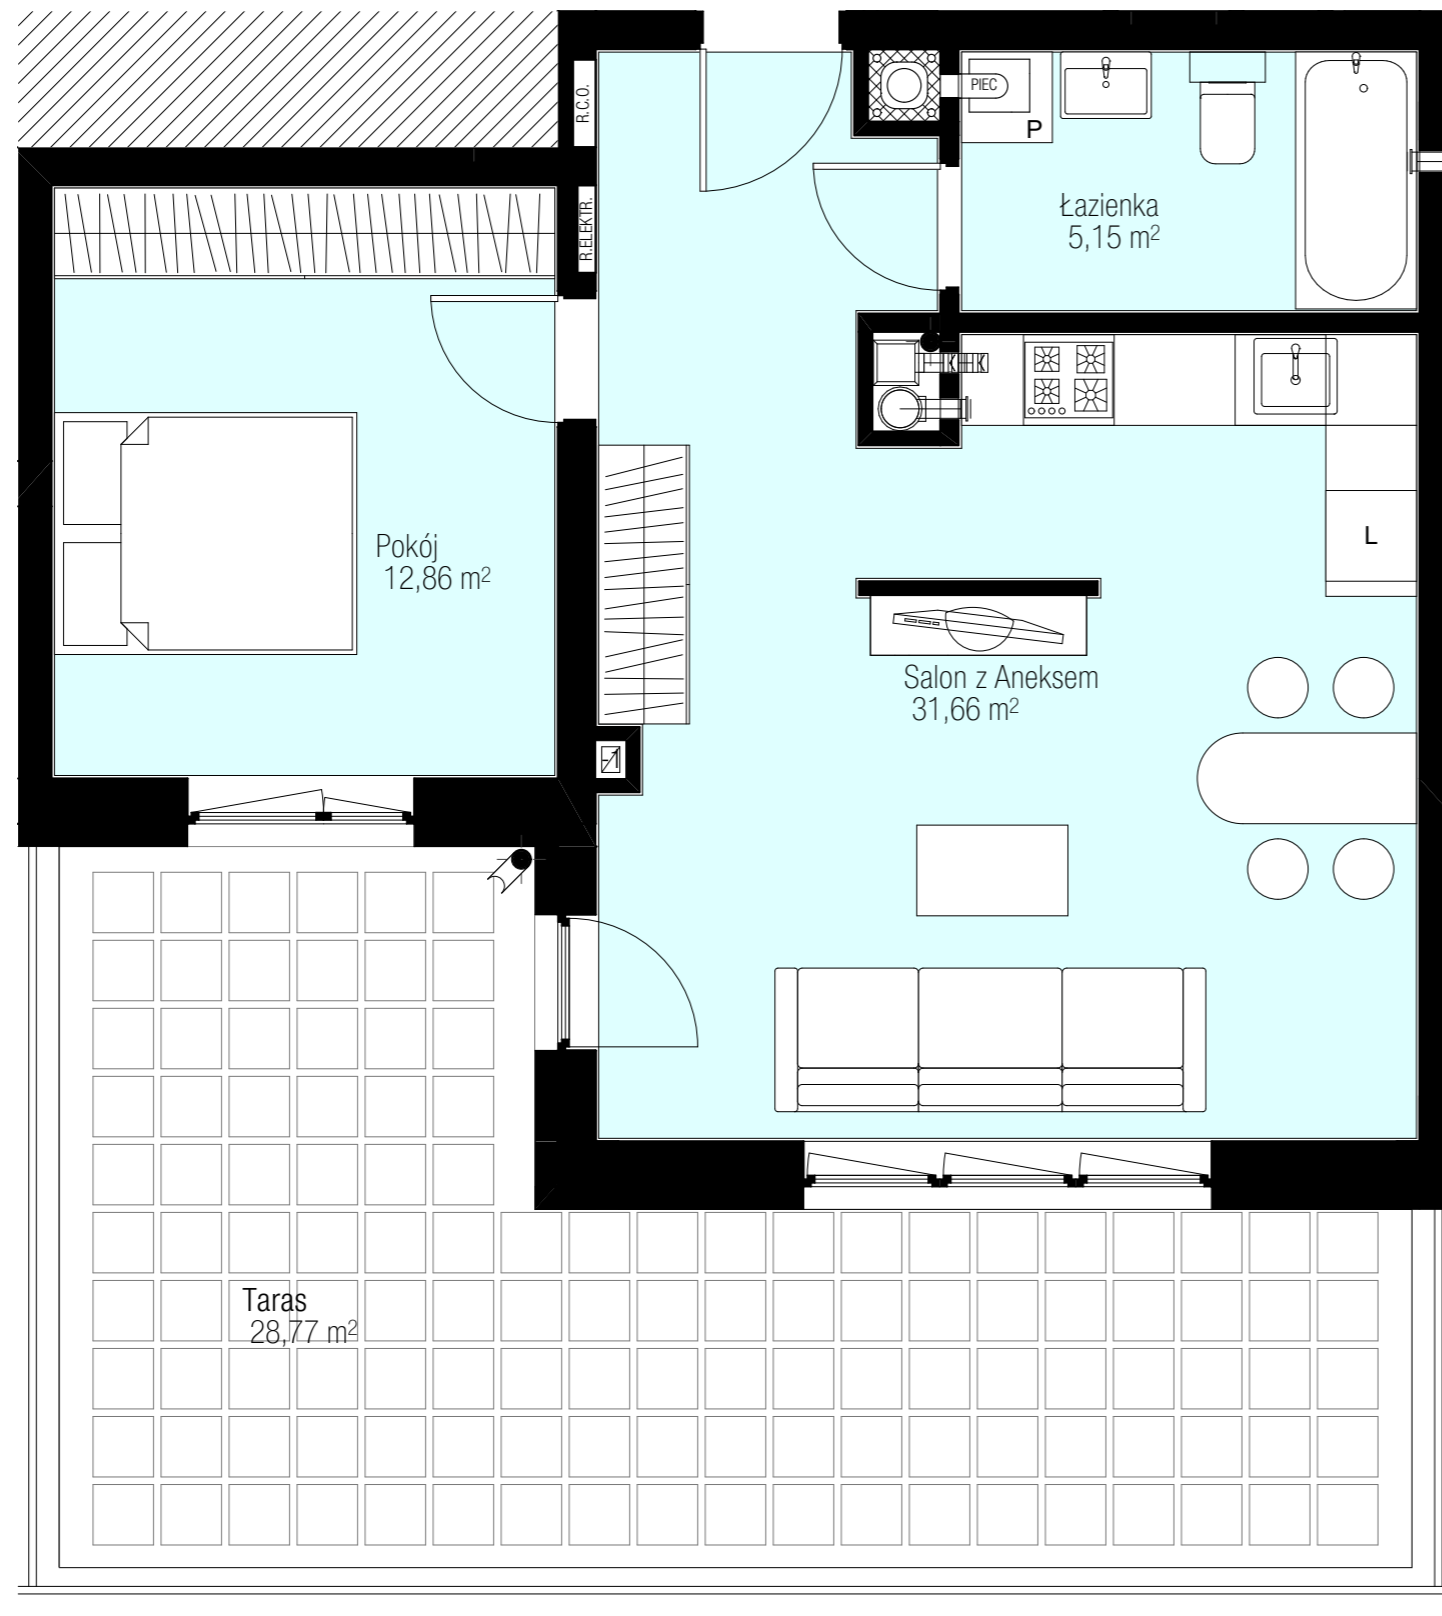 PIEC
P
R.C.O.
R.ELEKTR.
Łazienka
5,15 m²
L
Pokój
12,86 m²
Salon z Aneksem
31,66 m²
Taras
28,77 m²